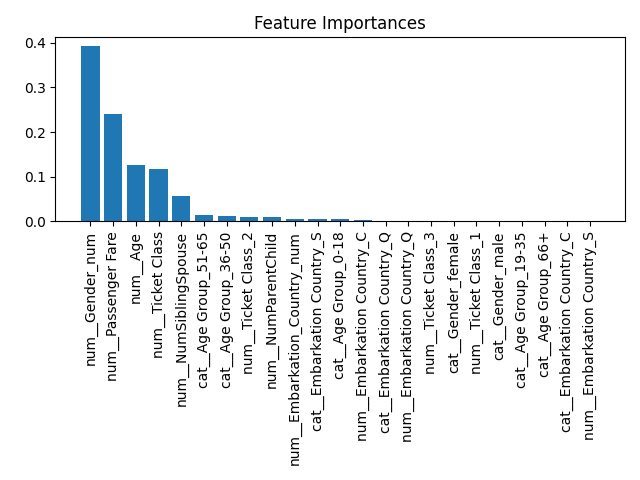 Feature Importances
0.4
0.3
0.2
0.1
0.0
num__Gender_num
num__Passenger Fare
num__Age
num__Ticket Class
num__NumSiblingSpouse
cat__Age Group_51-65
cat__Age Group_36-50
num__Ticket Class_2
num__NumParentChild
num__Embarkation_Country_num
cat__Embarkation Country_S
cat__Age Group_0-18
num__Embarkation Country_C
cat__Embarkation Country_Q
num__Embarkation Country_Q
num__Ticket Class_3
cat__Gender_female
num__Ticket Class_1
cat__Gender_male
cat__Age Group_19-35
cat__Age Group_66+
cat__Embarkation Country_C
num__Embarkation Country_S